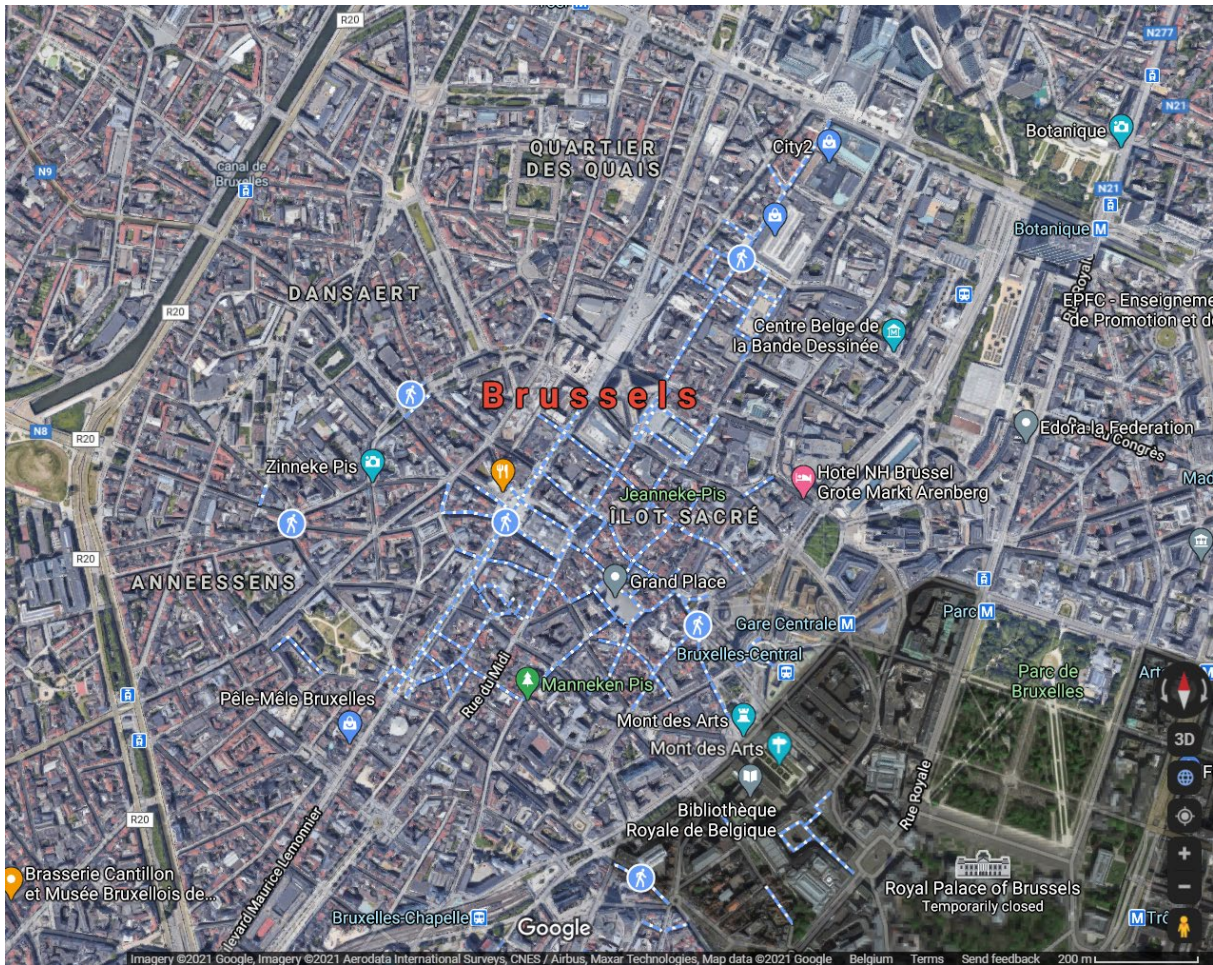 R20
N277
N21
Botanique
City2
QUARTIER
DES QUAIS
N9
canal de
Bruxelles
N21
Botanique M
DANSAERT
R20
EPFC - Enseigneme
de Promotion et de
Centre Belge de
la Bande Dessinée
Brussels
N8
R20
Edora la Federation
Zinneke Pis
Hotel NH Brussel
Grote Markt Arenberg
Jeanneke-Pis
ÎLOT SACRÉ
R20
ANNEESSENS
Grand Place
Parc M
Gare Centrale M
Bruxelles-Central
Rue du Midi
Parc de
Bruxelles
Manneken Pis
Pêle-Mêle Bruxelles
Mont des Arts
Mont des Arts
3D
Rue Royale
Bibliothèque
Royale de Belgique
R20
Brasserie Cantillon
et Musée Bruxellois de...
levard Maurice Lemonnier
Royal Palace of Brussels
Temporarily closed
Bruxelles-Chapelle
Google
Imagery ©2021 Google, Imagery ©2021 Aerodata International Surveys, CNES / Airbus, Maxar Technologies, Map data ©2021 Google Belgium Terms Send feedback 200 m